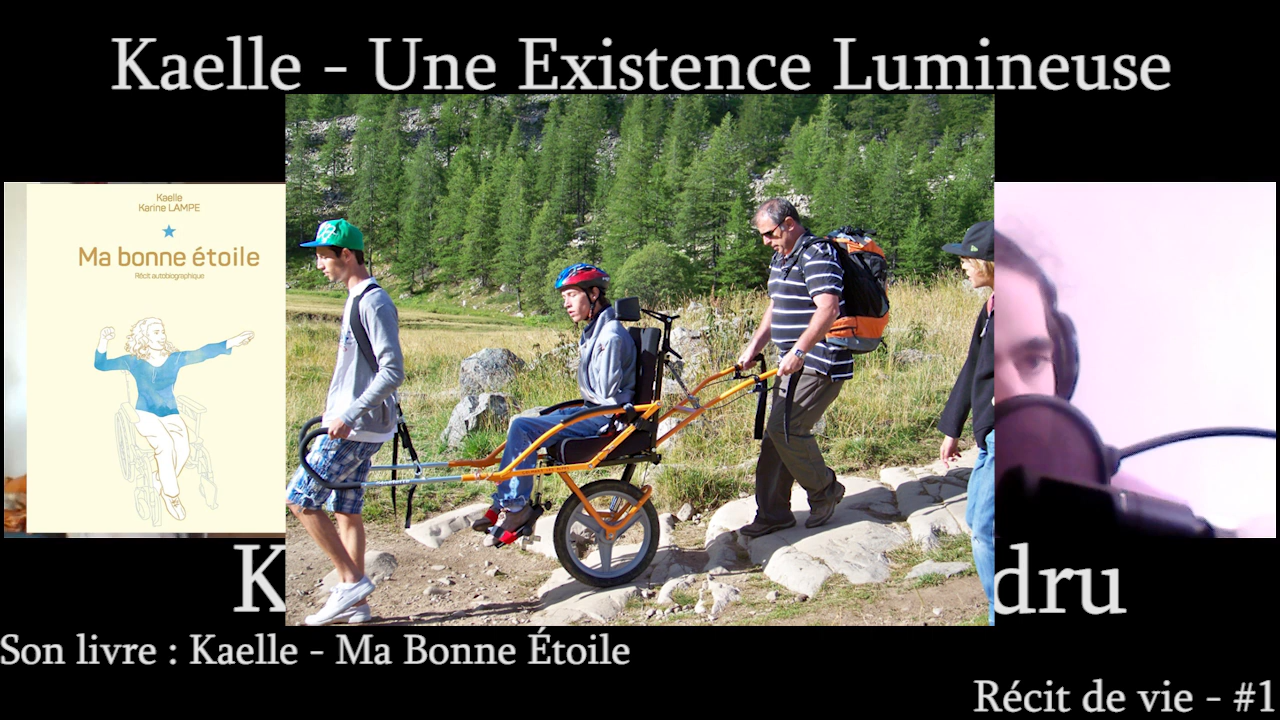 Kaelle - Une Existence Lumineuse
Kaelle
Karine LAMPE
Ma bonne étoile
Récit autobiographique
K
dru
Son livre : Kaelle - Ma Bonne Étoile
Récit de vie - #1